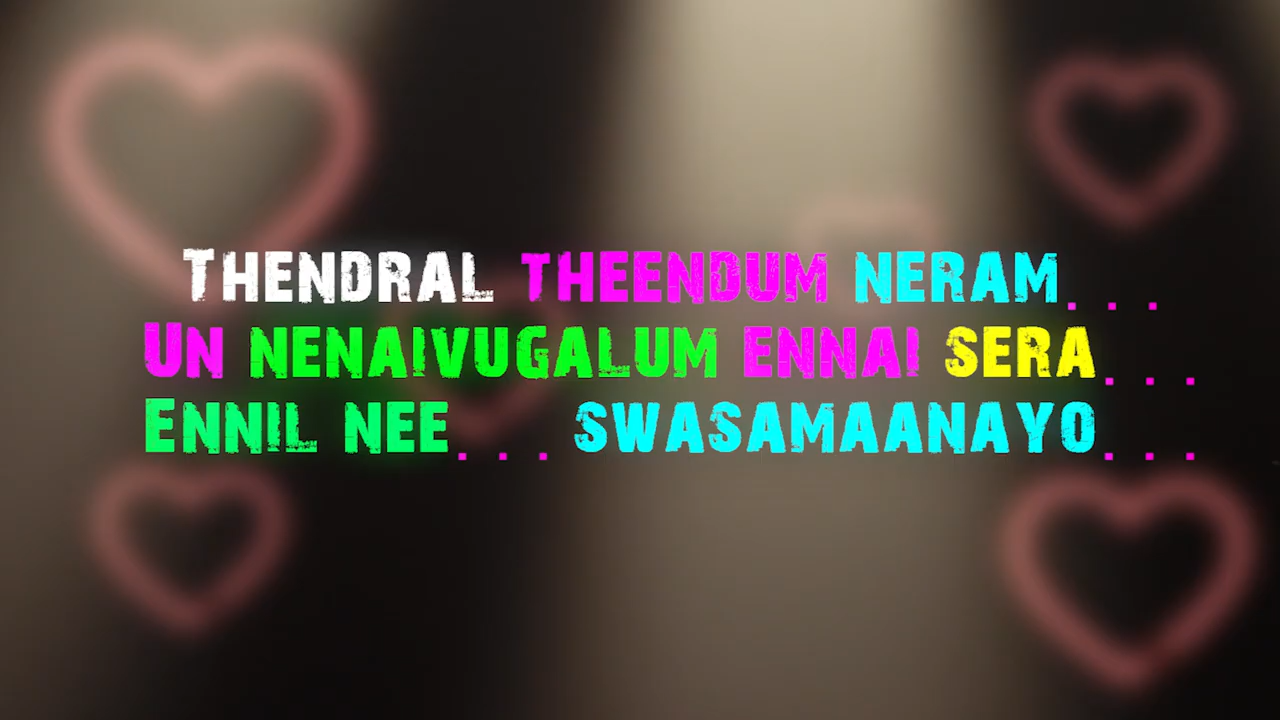 Thendral theendum neram...
Un nenaivugalum ennai sera...
Ennil nee... swasamaanayo...